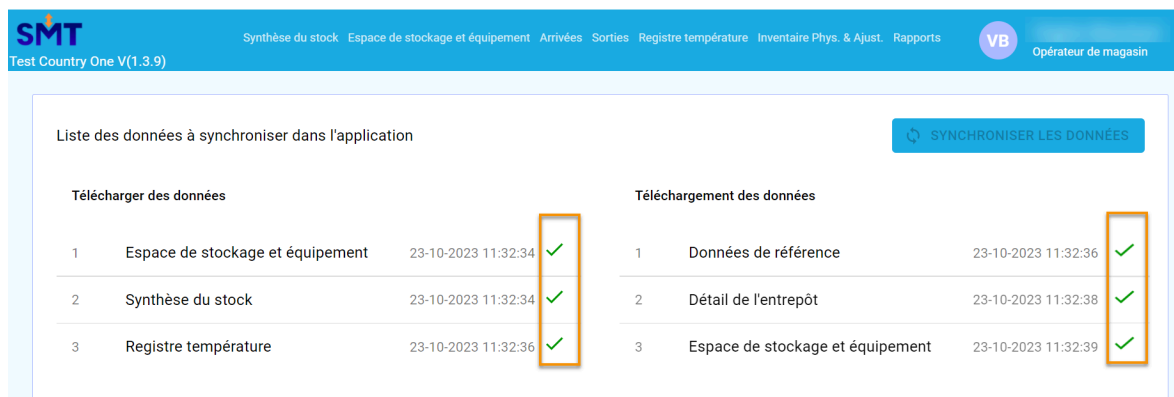 SMT
Test Country One V(1.3.9)
Synthèse du stock Espace de stockage et équipement Arrivées Sorties Registre température Inventaire Phys. & Ajust. Rapports
VB
Opérateur de magasin
Liste des données à synchroniser dans l'application
SYNCHRONISER LES DONNÉES
Télécharger des données
1 Espace de stockage et équipement 23-10-2023 11:32:34
2 Synthèse du stock 23-10-2023 11:32:34
3 Registre température 23-10-2023 11:32:36
Téléchargement des données
1 Données de référence 23-10-2023 11:32:36
2 Détail de l'entrepôt 23-10-2023 11:32:38
3 Espace de stockage et équipement 23-10-2023 11:32:39